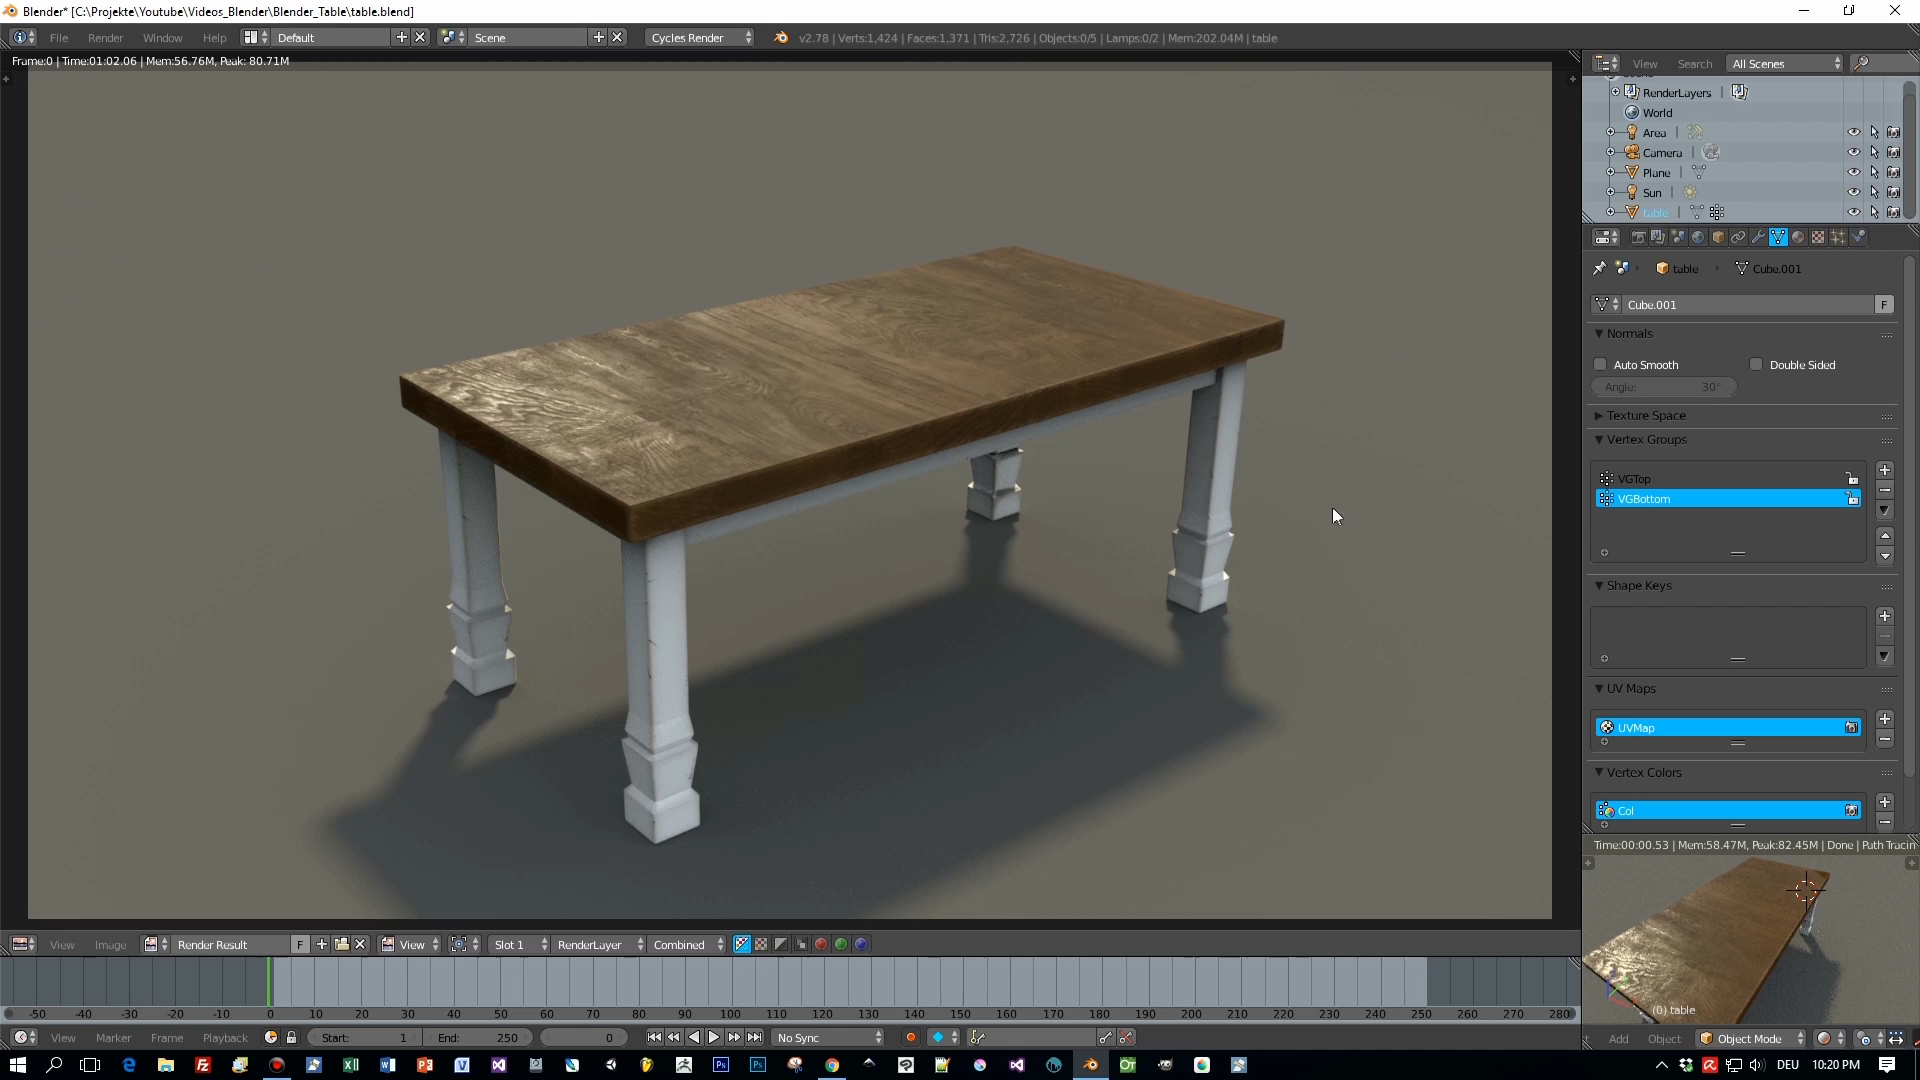 Blender* [C:\Projekte\Youtube\Videos_Blender\Blender_Table\table.blend]
File Render Window Help Default Scene Cycles Render v2.78 | Verts:1,424 | Faces:1,371 | Tris:2,726 | Objects:0/5 | Lamps:0/2 | Mem:202.04M | table
Frame:0 | Time:01:02.06 | Mem:56.76M, Peak: 80.71M
View Search All Scenes
RenderLayers |
World
Area |
Camera |
Plane |
Sun |
table |
table Cube.001
Cube.001 F
Normals
Auto Smooth Double Sided
Angle: 30°
Texture Space
Vertex Groups
VGTop
VGBottom
Shape Keys
UV Maps
UVMap
Vertex Colors
Col
Time:00:00.53 | Mem:58.47M, Peak:82.45M | Done | Path Tracin
(0) table
View Image Render Result F View Slot 1 RenderLayer Combined
-50 -40 -30 -20 -10 0 10 20 30 40 50 60 70 80 90 100 110 120 130 140 150 160 170 180 190 200 210 220 230 240 250 260 270 280
View Marker Frame Playback Start: 1 End: 250 0 No Sync
Add Object Object Mode
DEU 10:20 PM